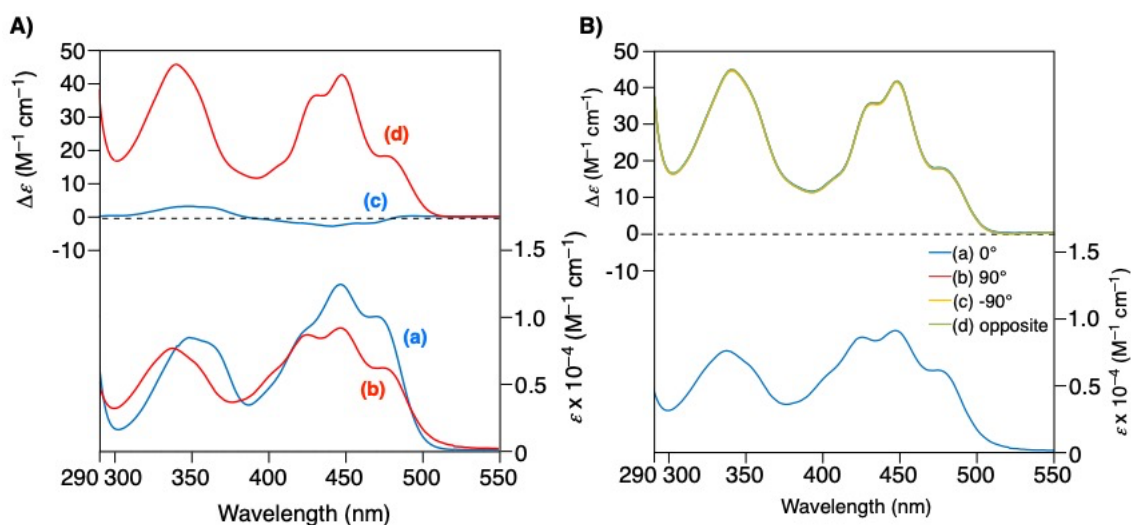 A)
Δε (M⁻¹ cm⁻¹)
50
40
30
20
10
0
-10
(d)
(c)
(a)
(b)
1.5
1.0
0.5
0
ε x 10⁻⁴ (M⁻¹ cm⁻¹)
290 300 350 400 450 500 550
Wavelength (nm)
B)
Δε (M⁻¹ cm⁻¹)
50
40
30
20
10
0
-10
(a) 0°
(b) 90°
(c) -90°
(d) opposite
1.5
1.0
0.5
0
ε x 10⁻⁴ (M⁻¹ cm⁻¹)
290 300 350 400 450 500 550
Wavelength (nm)